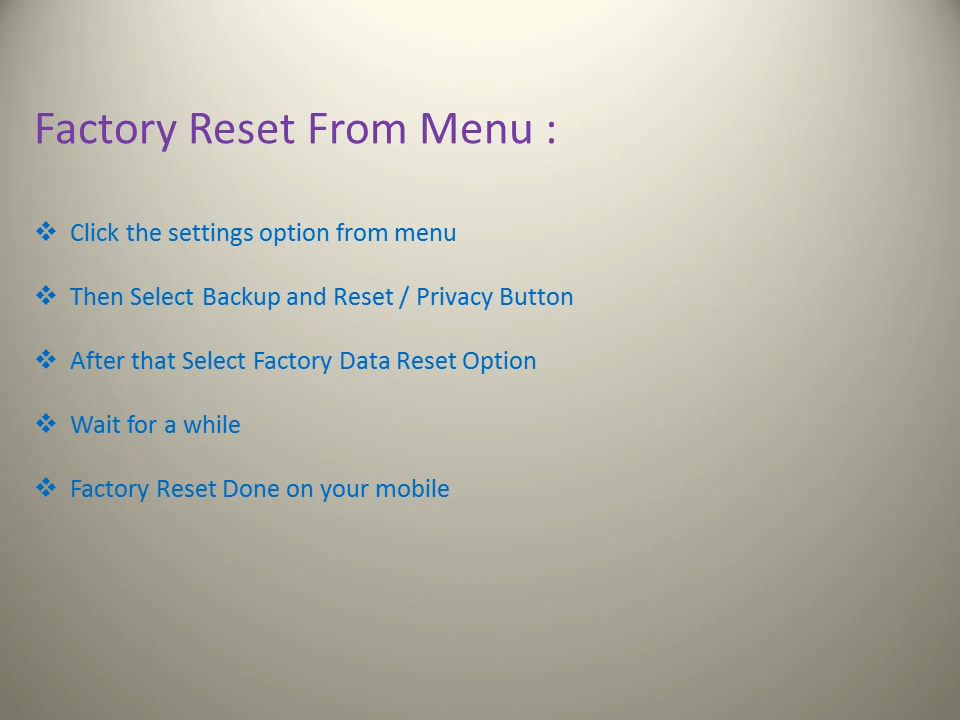 Factory Reset From Menu :
❖ Click the settings option from menu
❖ Then Select Backup and Reset / Privacy Button
❖ After that Select Factory Data Reset Option
❖ Wait for a while
❖ Factory Reset Done on your mobile